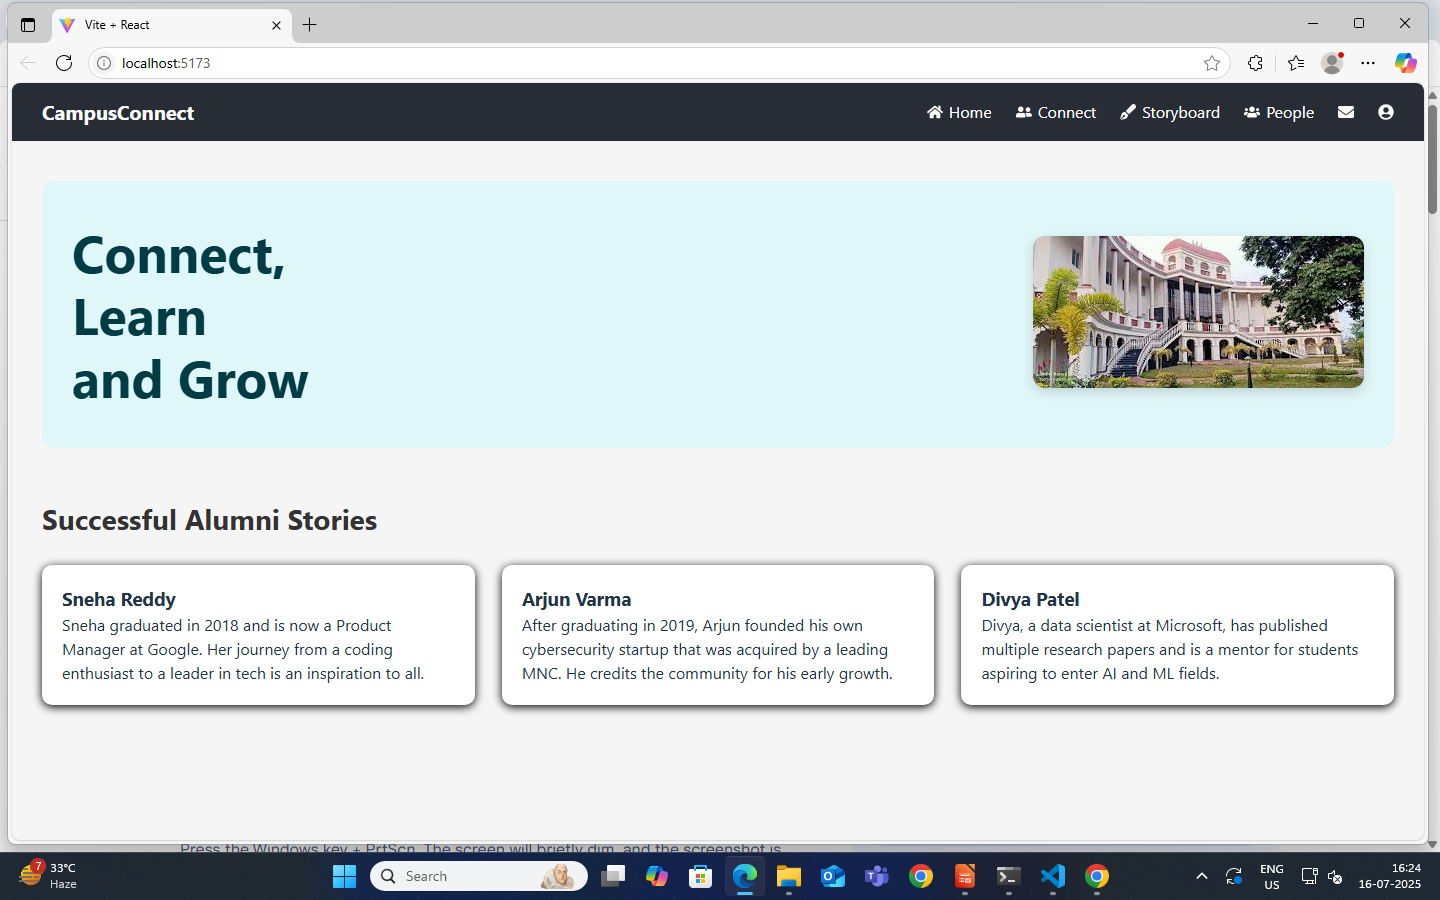 Vite + React
localhost:5173
CampusConnect
Home
Connect
Storyboard
People
Connect,
Learn
and Grow
Successful Alumni Stories
Sneha Reddy
Sneha graduated in 2018 and is now a Product
Manager at Google. Her journey from a coding
enthusiast to a leader in tech is an inspiration to all.
Arjun Varma
After graduating in 2019, Arjun founded his own
cybersecurity startup that was acquired by a leading
MNC. He credits the community for his early growth.
Divya Patel
Divya, a data scientist at Microsoft, has published
multiple research papers and is a mentor for students
aspiring to enter AI and ML fields.
Press the Windows key + PrtScn. The screen will briefly dim, and the screenshot is
7
33°C
Haze
Search
ENG
US
16:24
16-07-2025